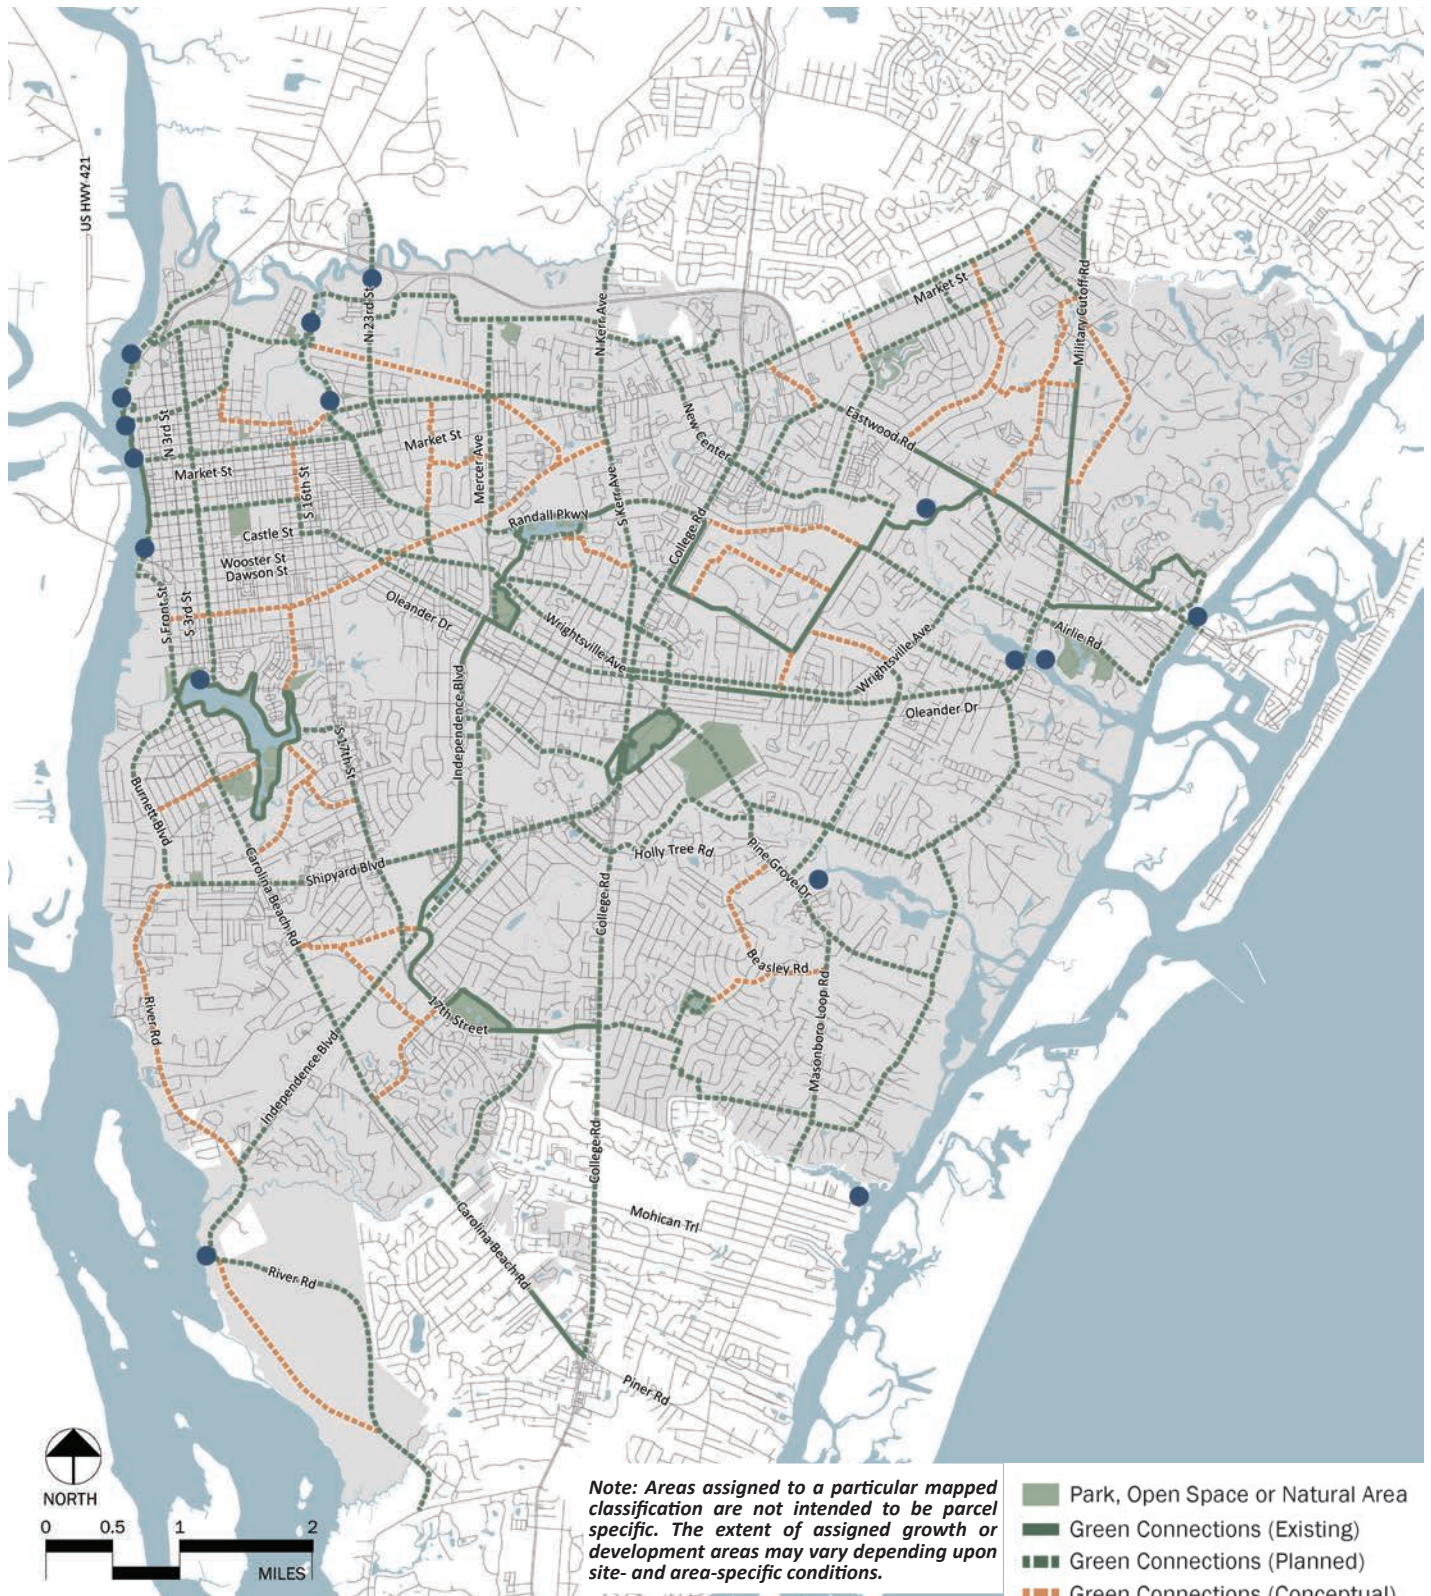 US HWY 421
Market St
Military Cutoff Rd
N 23rd St
N Kerr Ave
N 3rd St
Market St
Market St
Mercer Ave
New Center
Eastwood Rd
S 16th St
S Kerr Ave
College Rd
Randall Pkwy
Castle St
Wooster St
Dawson St
S Front St
S 3rd St
Oleander Dr
Wrightsville Ave
Wrightsville Ave
Airlie Rd
Oleander Dr
Independence Blvd
S 17th St
Burnett Blvd
Carolina Beach Rd
Shipyard Blvd
Holly Tree Rd
Pine Grove Dr
College Rd
Beasley Rd
River Rd
17th Street
Masonboro Loop Rd
Independence Blvd
College Rd
Mohican Trl
Carolina Beach Rd
River Rd
Piner Rd
NORTH
0 0.5 1 2
MILES
Note: Areas assigned to a particular mapped
classification are not intended to be parcel
specific. The extent of assigned growth or
development areas may vary depending upon
site- and area-specific conditions.
Park, Open Space or Natural Area
Green Connections (Existing)
Green Connections (Planned)
Green Connections (Conceptual)